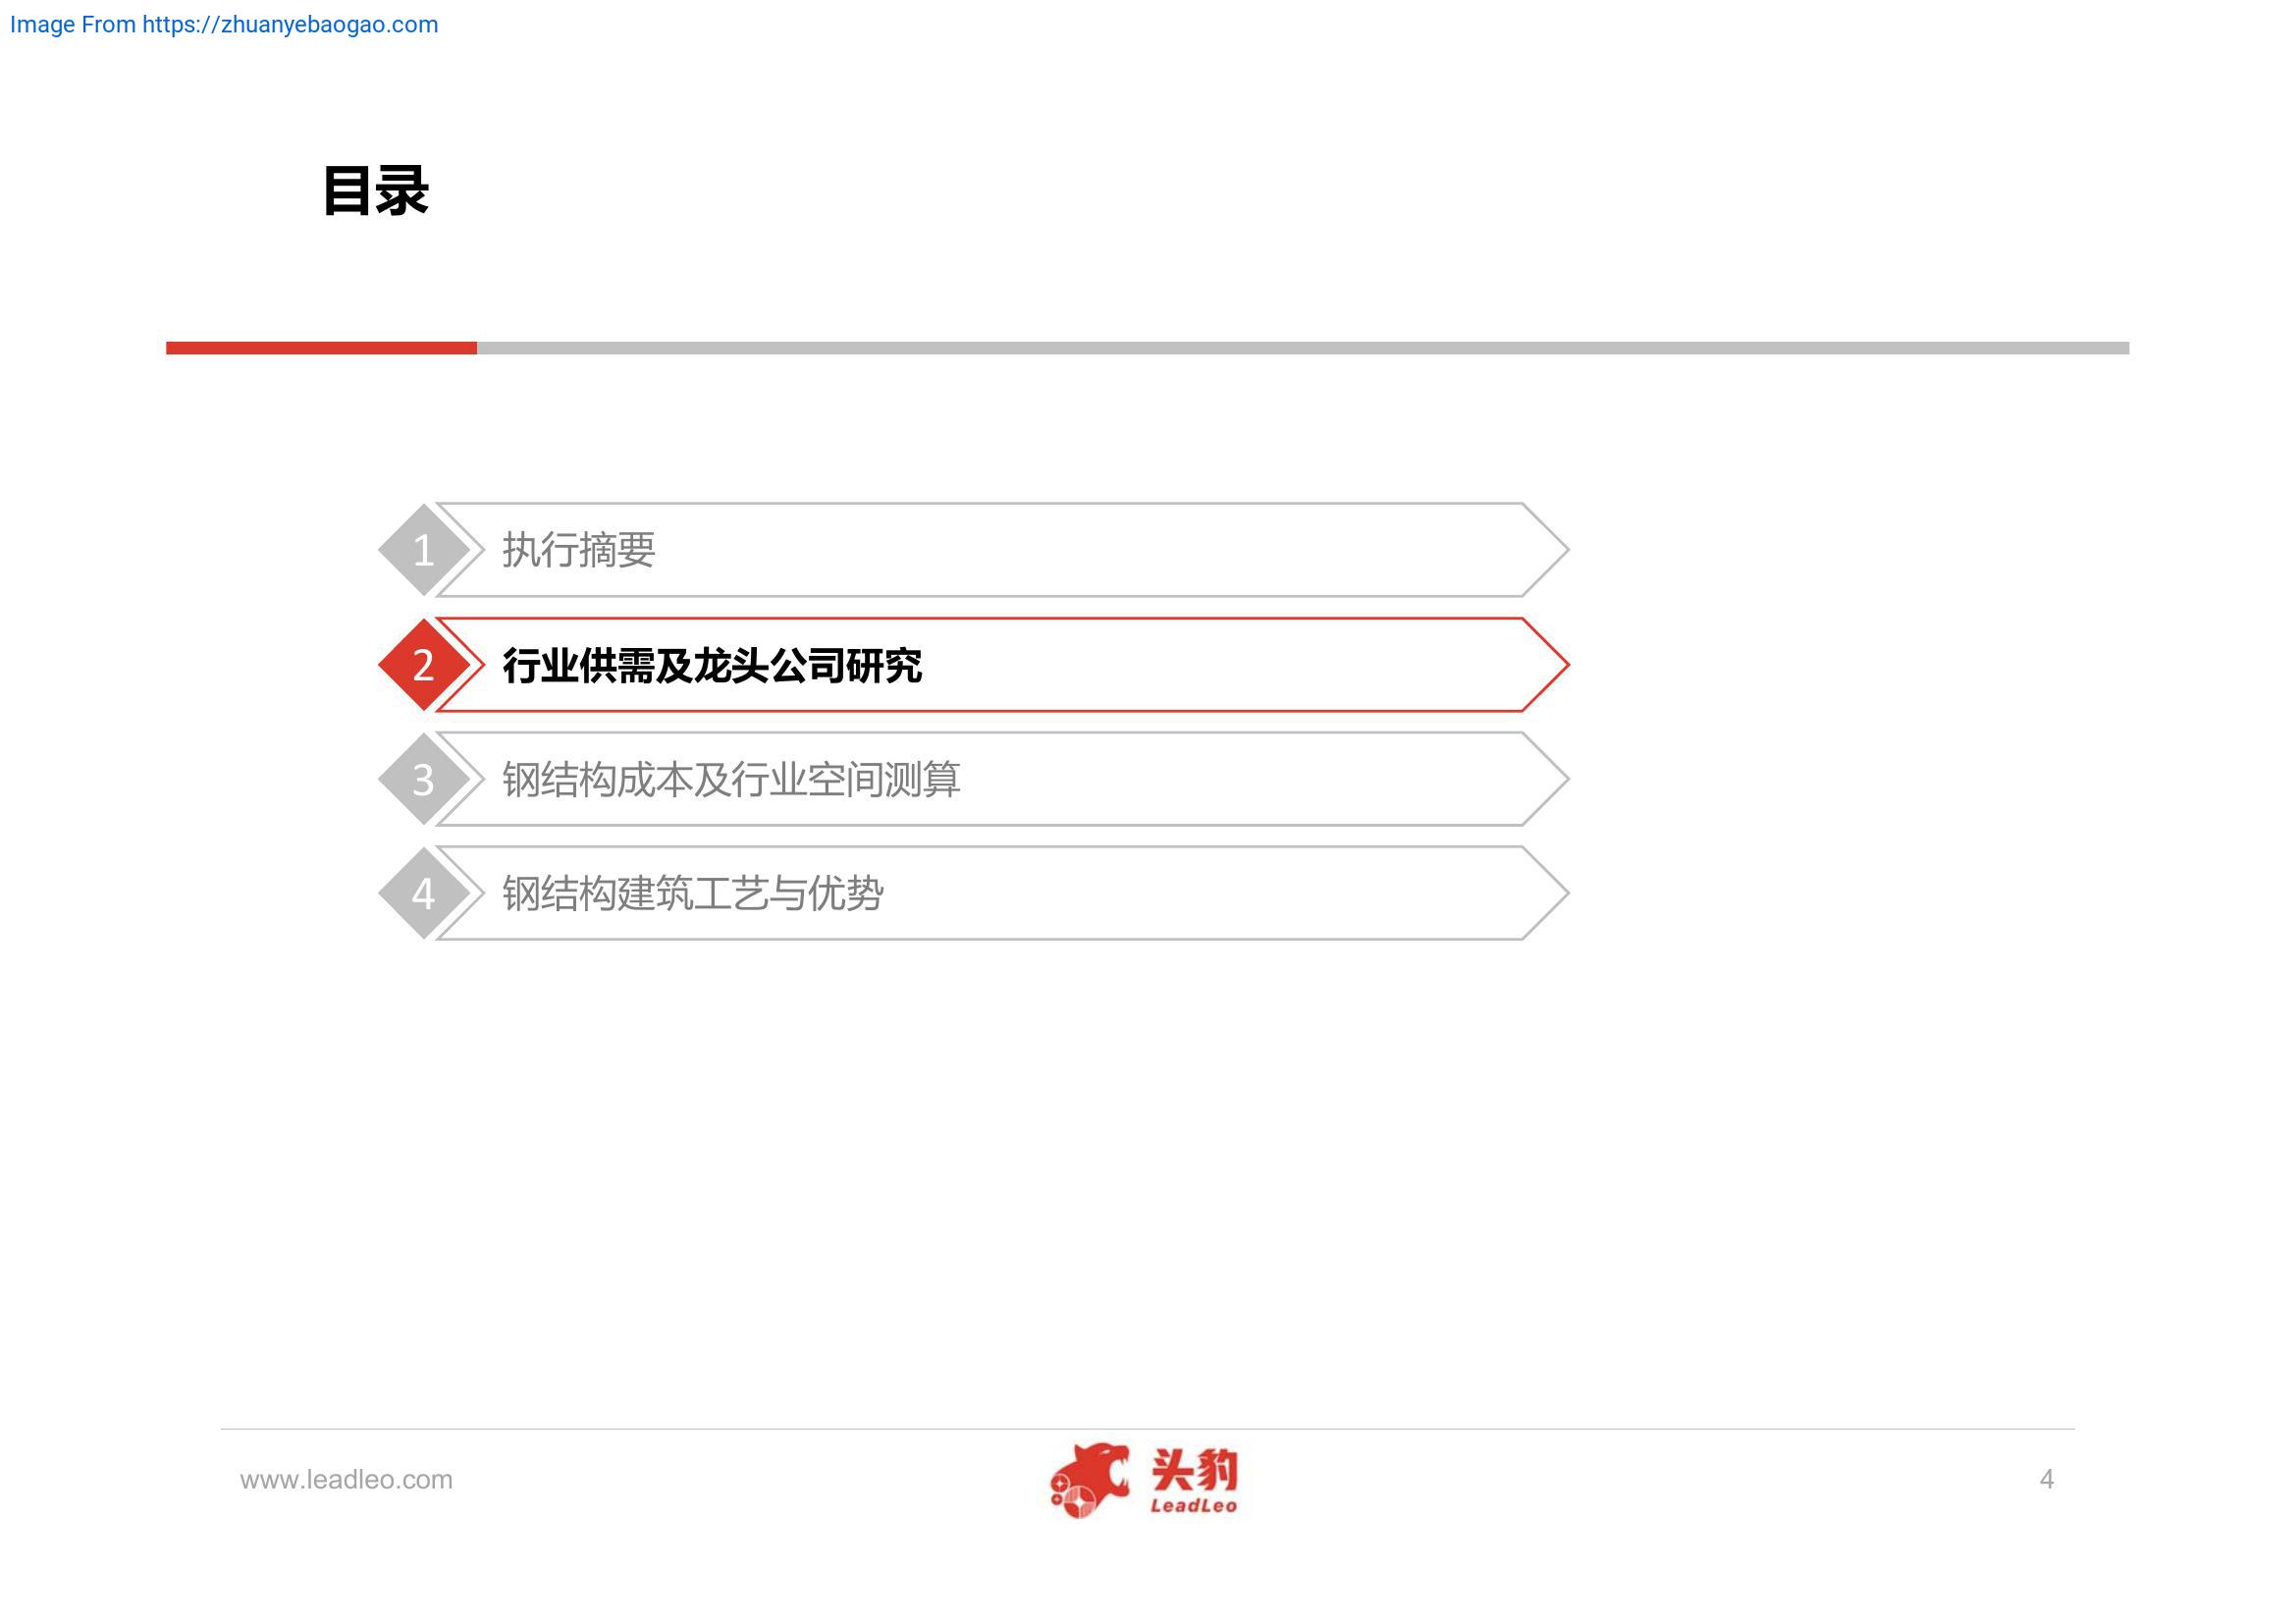 Image From https://zhuanyebaogao.com
目录
1 执行摘要
2 行业供需及龙头公司研究
3 钢结构成本及行业空间测算
4 钢结构建筑工艺与优势
www.leadleo.com
头豹
LeadLeo
4